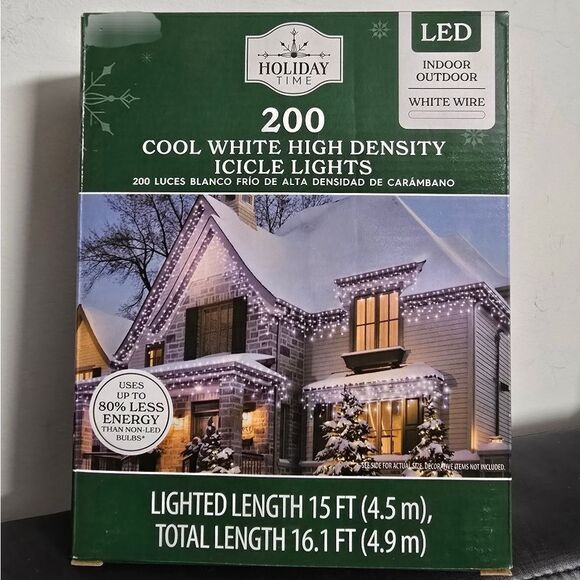 HOLIDAY
TIME
LED
INDOOR
OUTDOOR
WHITE WIRE
200
COOL WHITE HIGH DENSITY
ICICLE LIGHTS
200 LUCES BLANCO FRÍO DE ALTA DENSIDAD DE CARÁMBANO
USES
UP TO
80% LESS
ENERGY
THAN NON-LED
BULBS*
SEE SIDE FOR ACTUAL SIZE. DECORATIVE ITEMS NOT INCLUDED.
LIGHTED LENGTH 15 FT (4.5 m),
TOTAL LENGTH 16.1 FT (4.9 m)